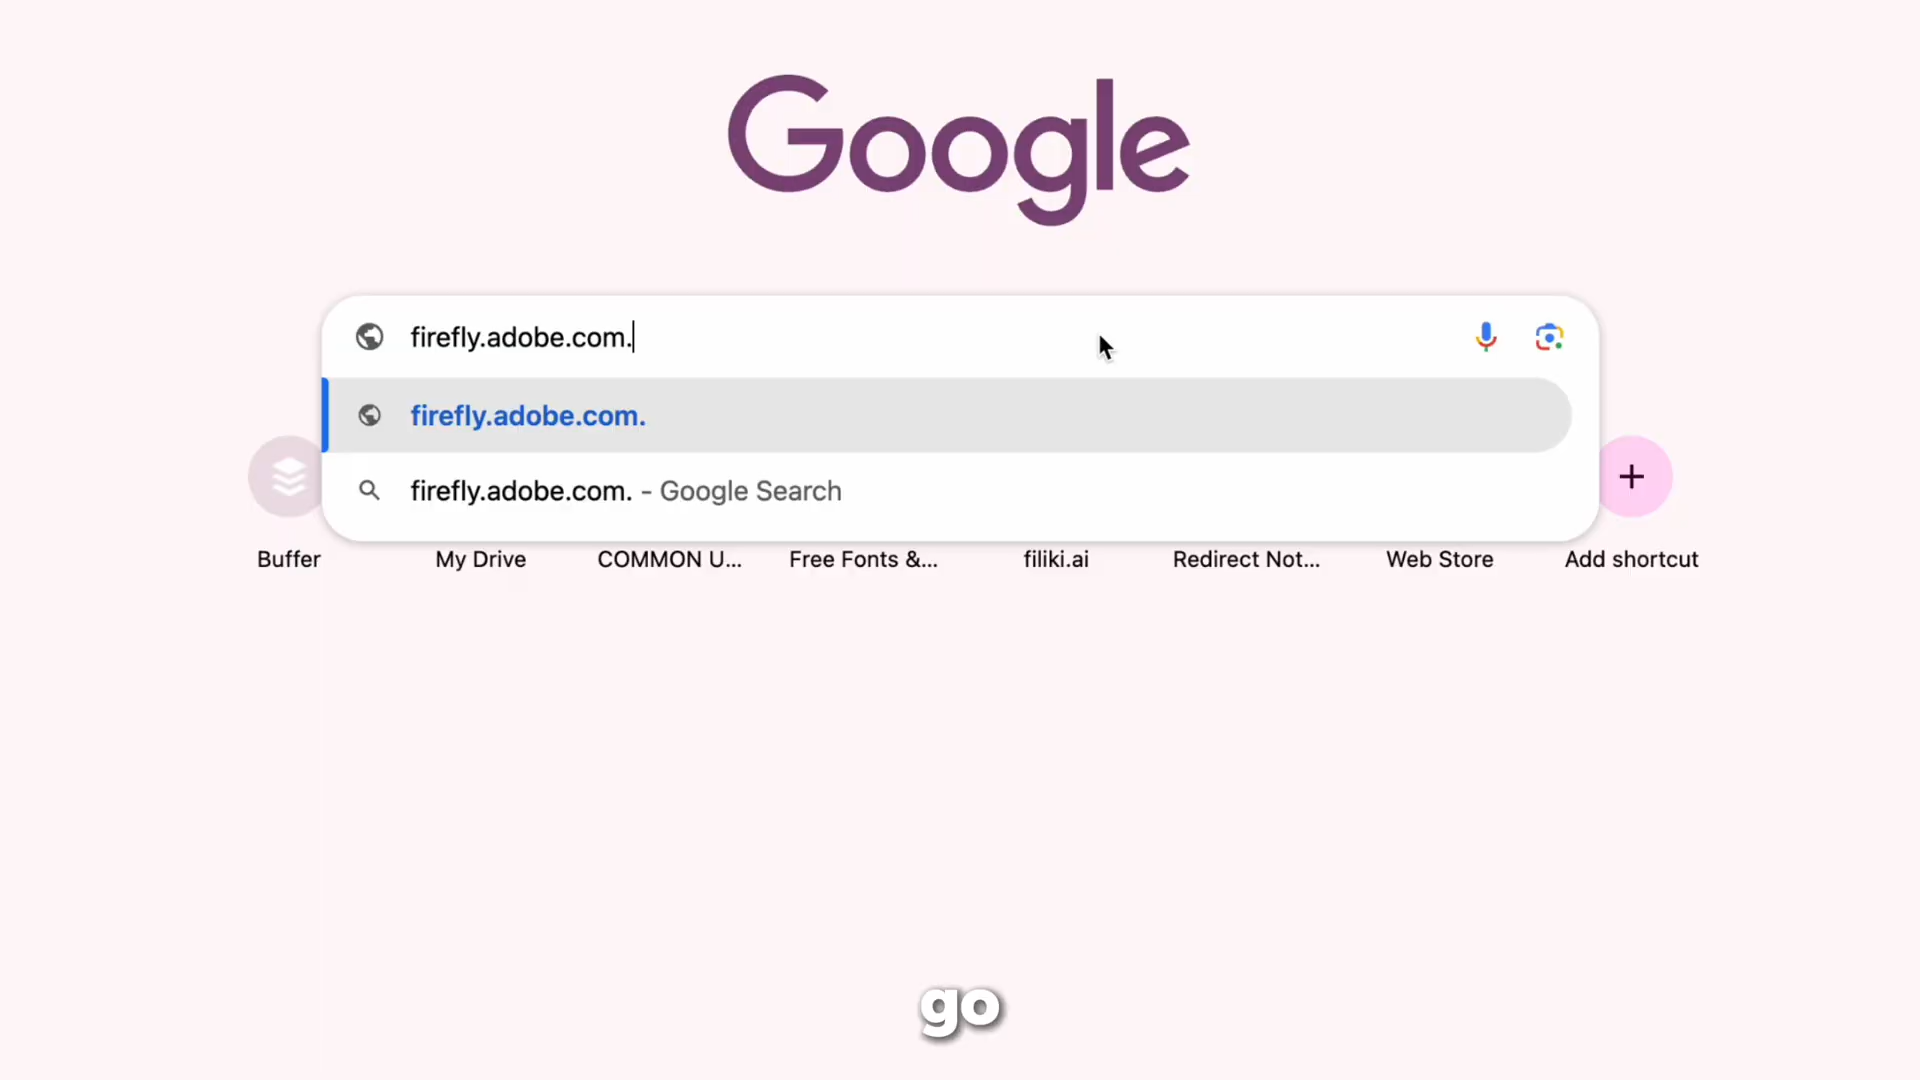 Google
firefly.adobe.com.
firefly.adobe.com.
firefly.adobe.com. - Google Search
Buffer
My Drive
COMMON U...
Free Fonts &...
filiki.ai
Redirect Not...
Web Store
Add shortcut
go